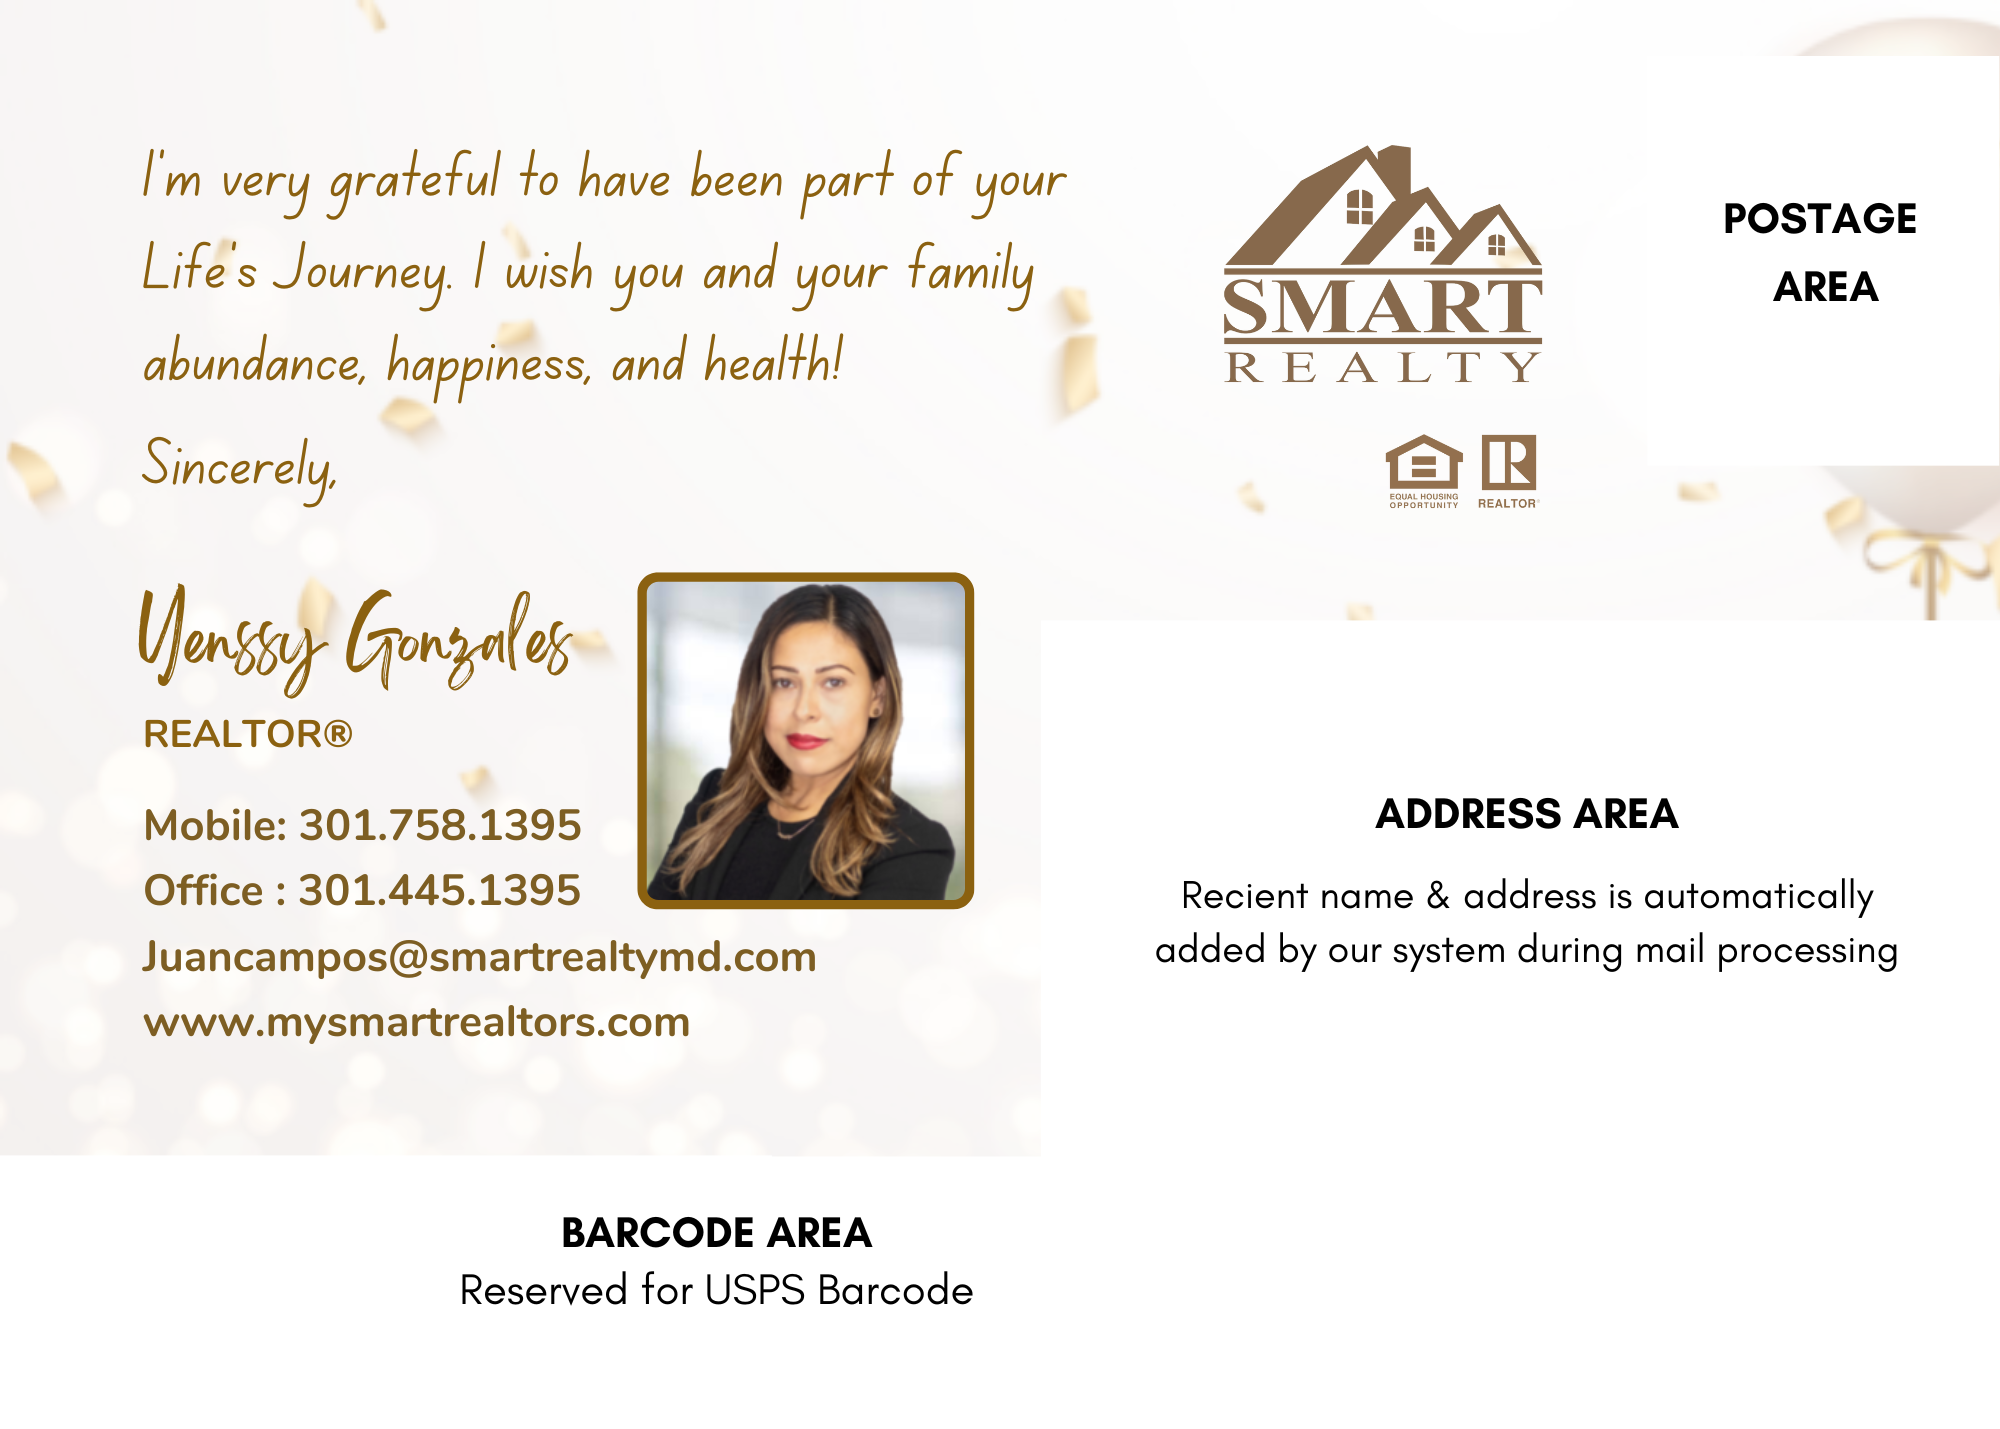 I'm very grateful to have been part of your
Life's Journey. I wish you and your family
abundance, happiness, and health!
Sincerely,
Yenssy Gonzales
REALTOR®
Mobile: 301.758.1395
Office : 301.445.1395
Juancampos@smartrealtymd.com
www.mysmartrealtors.com
SMART
REALTY
EQUAL HOUSING
OPPORTUNITY
REALTOR®
POSTAGE
AREA
ADDRESS AREA
Recient name & address is automatically
added by our system during mail processing
BARCODE AREA
Reserved for USPS Barcode